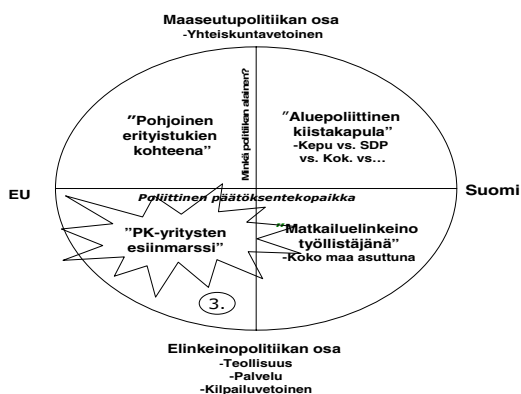 Maaseutupolitiikan osa
-Yhteiskuntavetoinen
Minkä politiikan alainen?
"Pohjoinen
erityistukien
kohteena"
"Aluepoliittinen
kiistakapula"
-Kepu vs. SDP
vs. Kok. vs...
EU
Suomi
Poliittinen päätöksentekopaikka
"PK-yritysten
esiinmarssi"
"Matkailuelinkeino
työllistäjänä"
-Koko maa asuttuna
3.
Elinkeinopolitiikan osa
-Teollisuus
-Palvelu
-Kilpailuvetoinen